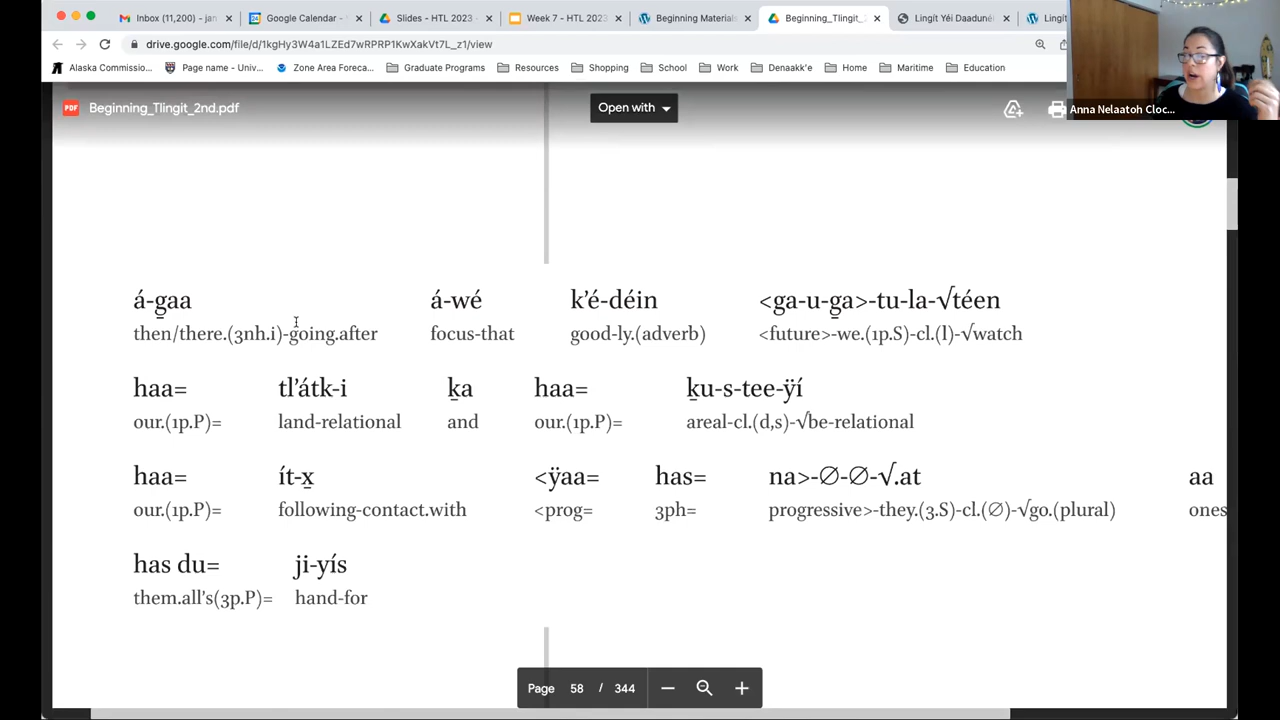 Inbox (11,200) - jan
Google Calendar -
Slides - HTL 2023 -
Week 7 - HTL 2023
Beginning Materials
Beginning_Tlingit_2
Lingít Yéi Daaduné
Lingít
drive.google.com/file/d/1kgHy3W4a1LZEd7wRPRP1KwXakVt7L_z1/view
Alaska Commissio...
Page name - Univ...
Zone Area Foreca...
Graduate Programs
Resources
Shopping
School
Work
Denaakk'e
Home
Maritime
Education
Beginning_Tlingit_2nd.pdf
Open with
Anna Nelaatoh Cloc...
á-g̲aa á-wé k’é-déin <ga-u-g̲a>-tu-la-√téen
then/there.(3nh.i)-going.after focus-that good-ly.(adverb) <future>-we.(1p.S)-cl.(l)-√watch
haa= tl’átk-i ḵa haa= ḵu-s-tee-ÿí
our.(1p.P)= land-relational and our.(1p.P)= areal-cl.(d,s)-√be-relational
haa= ít-x̲ <ÿaa= has= na>-∅-∅-√.at aa
our.(1p.P)= following-contact.with <prog= 3ph= progressive>-they.(3.S)-cl.(∅)-√go.(plural) ones
has du= ji-yís
them.all's(3p.P)= hand-for
Page 58 / 344